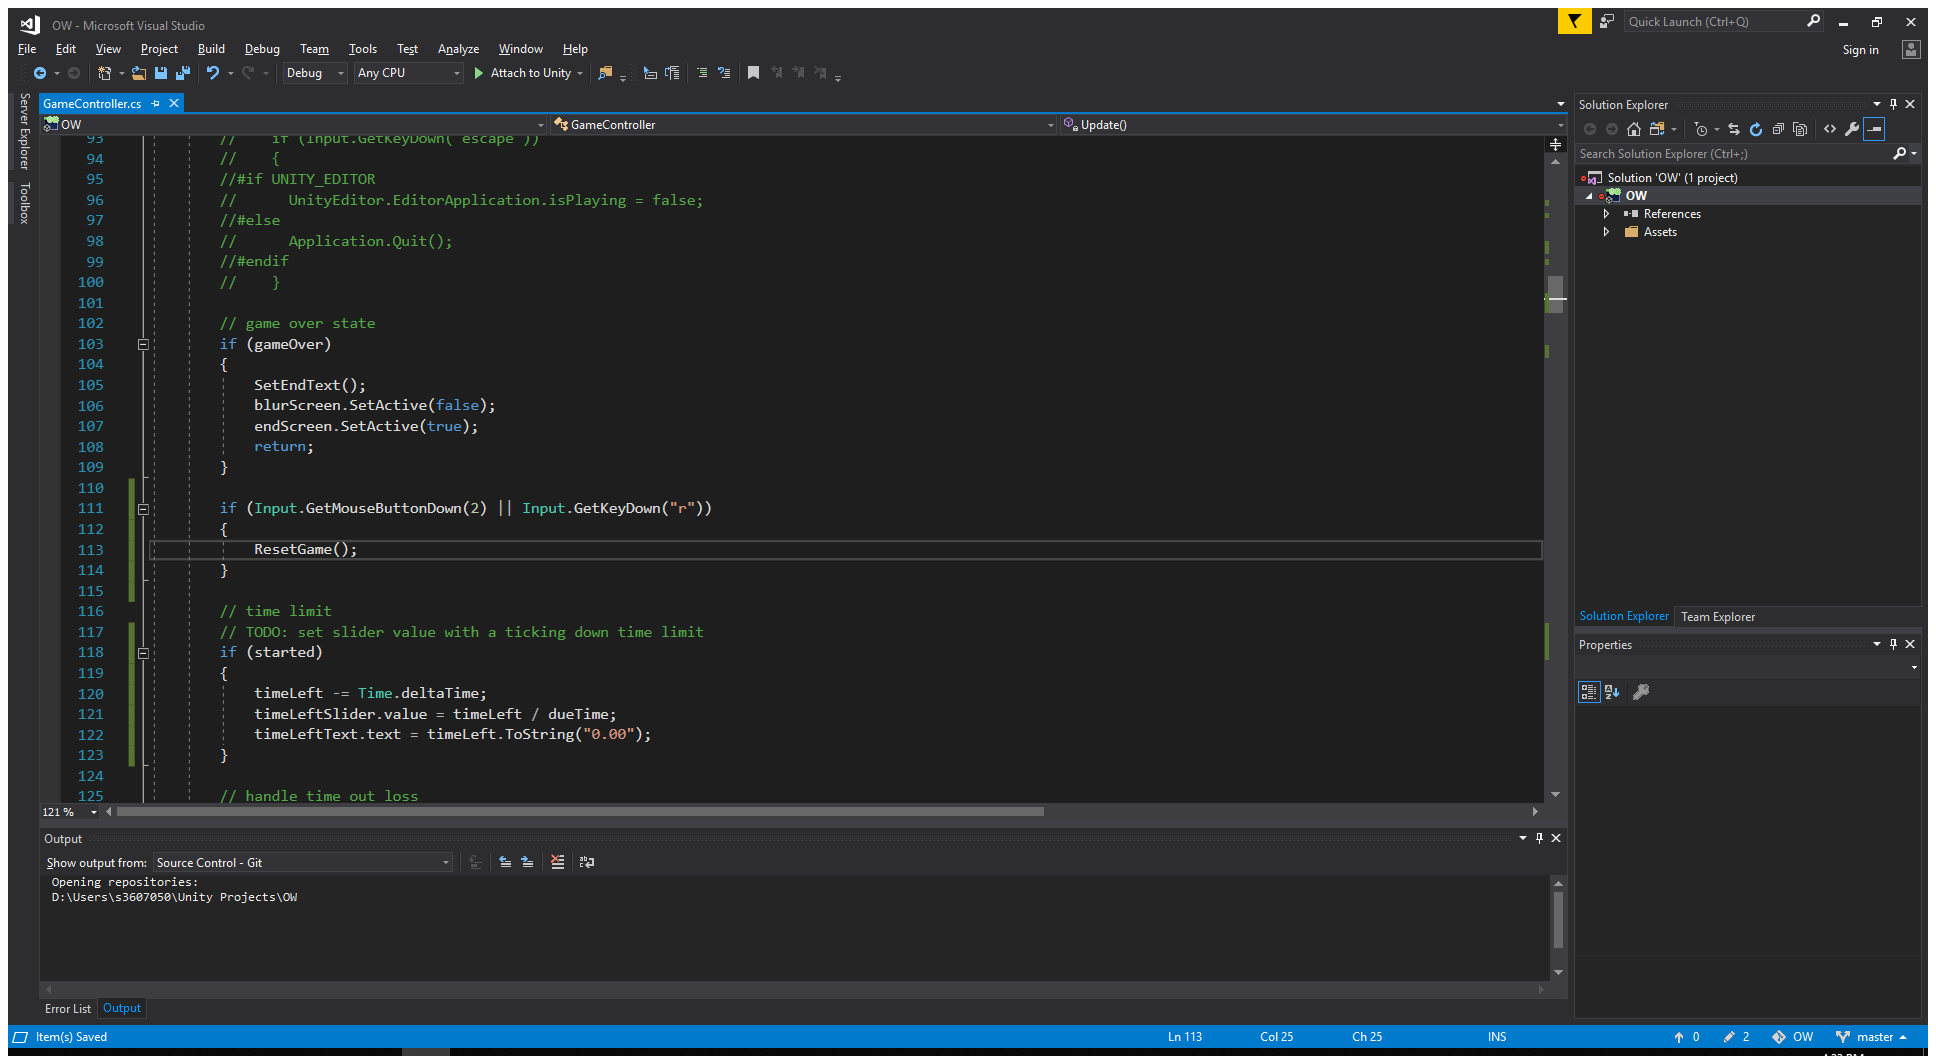 OW - Microsoft Visual Studio
Quick Launch (Ctrl+Q)
File Edit View Project Build Debug Team Tools Test Analyze Window Help
Sign in
Debug Any CPU Attach to Unity
Server Explorer
Toolbox
GameController.cs
OW GameController Update()
93 // if (Input.GetKeyDown( escape ))
94 // {
95 //#if UNITY_EDITOR
96 // UnityEditor.EditorApplication.isPlaying = false;
97 //#else
98 // Application.Quit();
99 //#endif
100 // }
101
102 // game over state
103 if (gameOver)
104 {
105 SetEndText();
106 blurScreen.SetActive(false);
107 endScreen.SetActive(true);
108 return;
109 }
110
111 if (Input.GetMouseButtonDown(2) || Input.GetKeyDown("r"))
112 {
113 ResetGame();
114 }
115
116 // time limit
117 // TODO: set slider value with a ticking down time limit
118 if (started)
119 {
120 timeLeft -= Time.deltaTime;
121 timeLeftSlider.value = timeLeft / dueTime;
122 timeLeftText.text = timeLeft.ToString("0.00");
123 }
124
125 // handle time out loss
121 %
Output
Show output from: Source Control - Git
Opening repositories:
D:\Users\s3607050\Unity Projects\OW
Error List Output
Solution Explorer
Search Solution Explorer (Ctrl+;)
Solution 'OW' (1 project)
OW
References
Assets
Solution Explorer Team Explorer
Properties
Item(s) Saved Ln 113 Col 25 Ch 25 INS 0 2 OW master